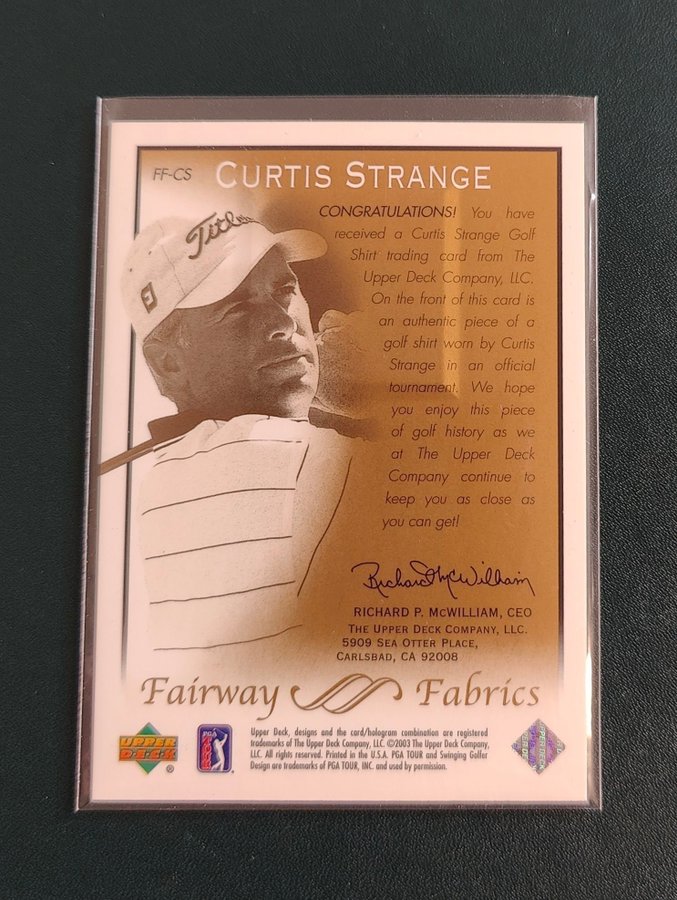 FF-CS CURTIS STRANGE
Titleist
FJ
CONGRATULATIONS! You have
received a Curtis Strange Golf
Shirt trading card from The
Upper Deck Company, LLC.
On the front of this card is
an authentic piece of a
golf shirt worn by Curtis
Strange in an official
tournament. We hope
you enjoy this piece
of golf history as we
at The Upper Deck
Company continue to
keep you as close as
you can get!
Richard McWilliam
RICHARD P. MCWILLIAM, CEO
THE UPPER DECK COMPANY, LLC.
5909 SEA OTTER PLACE,
CARLSBAD, CA 92008
Fairway Fabrics
UPPER
DECK
®
PGA
TOUR
Upper Deck, designs and the card/hologram combination are registered
trademarks of The Upper Deck Company, LLC. ©2003 The Upper Deck Company,
LLC. All rights reserved. Printed in the U.S.A. PGA TOUR and Swinging Golfer
Design are trademarks of PGA TOUR, INC. and used by permission.
UPPER DECK